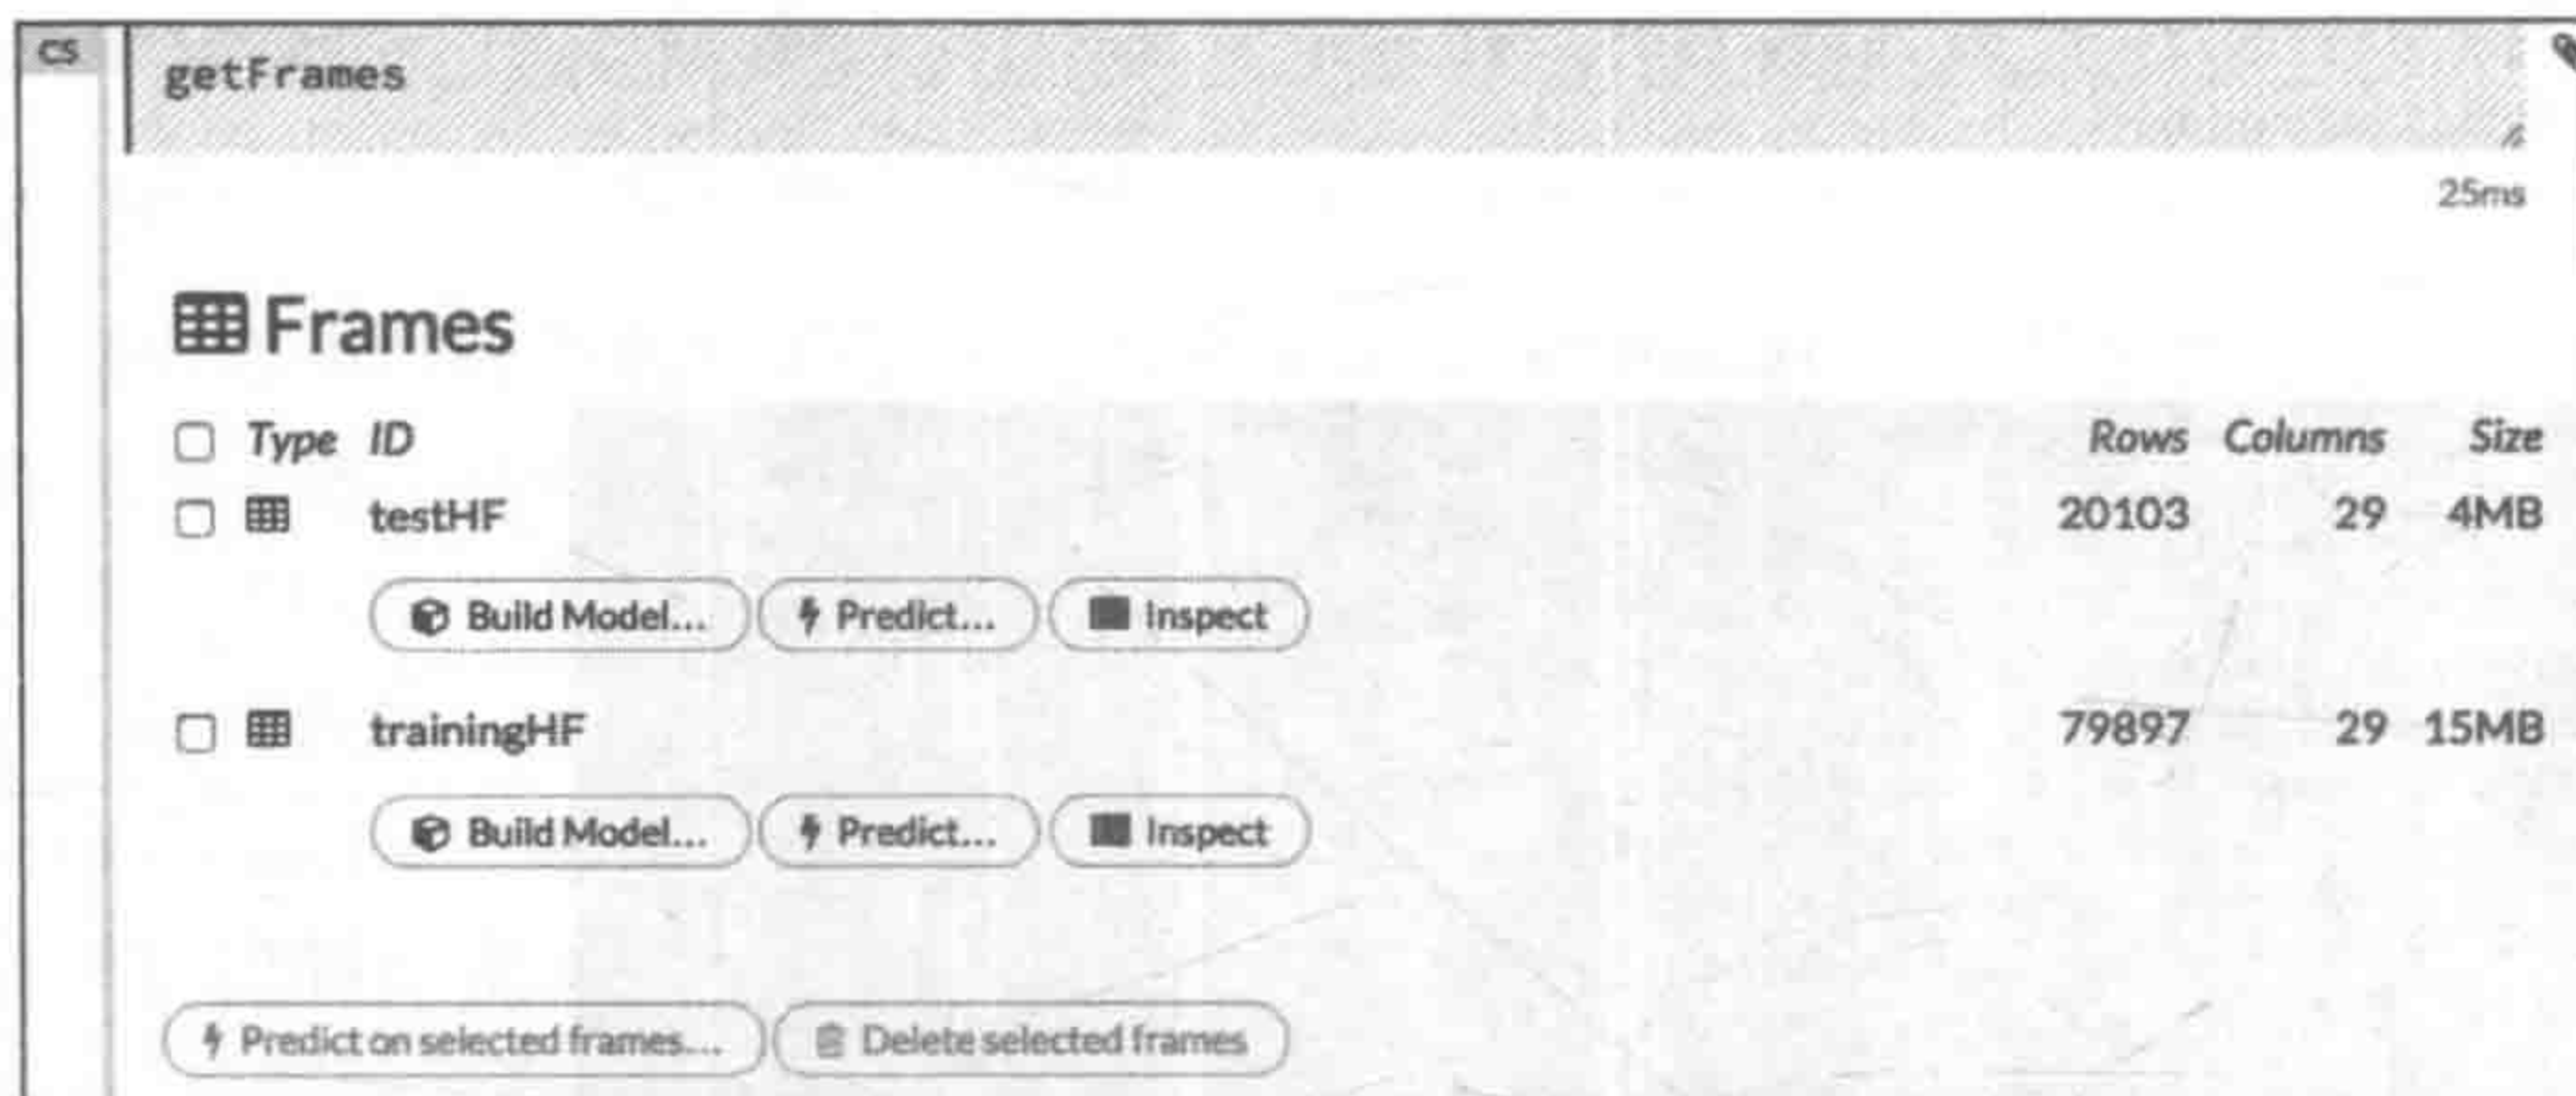 CS
getFrames
25ms
Frames
Type ID Rows Columns Size
testHF 20103 29 4MB
Build Model... Predict... Inspect
trainingHF 79897 29 15MB
Build Model... Predict... Inspect
Predict on selected frames... Delete selected frames